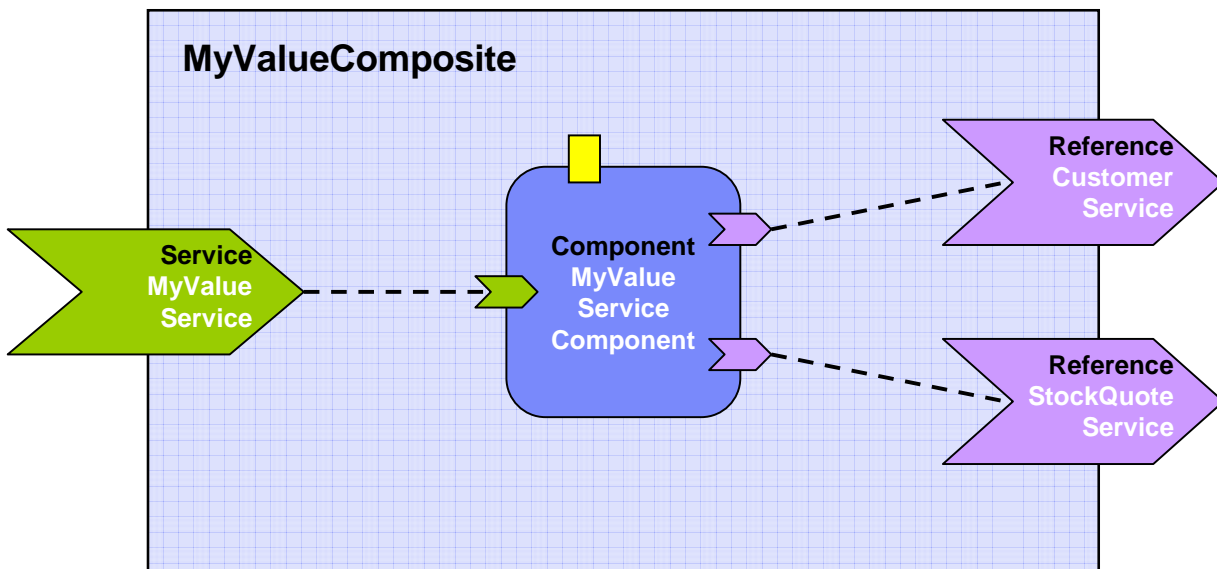 MyValueComposite
Service
MyValue
Service
Component
MyValue
Service
Component
Reference
Customer
Service
Reference
StockQuote
Service